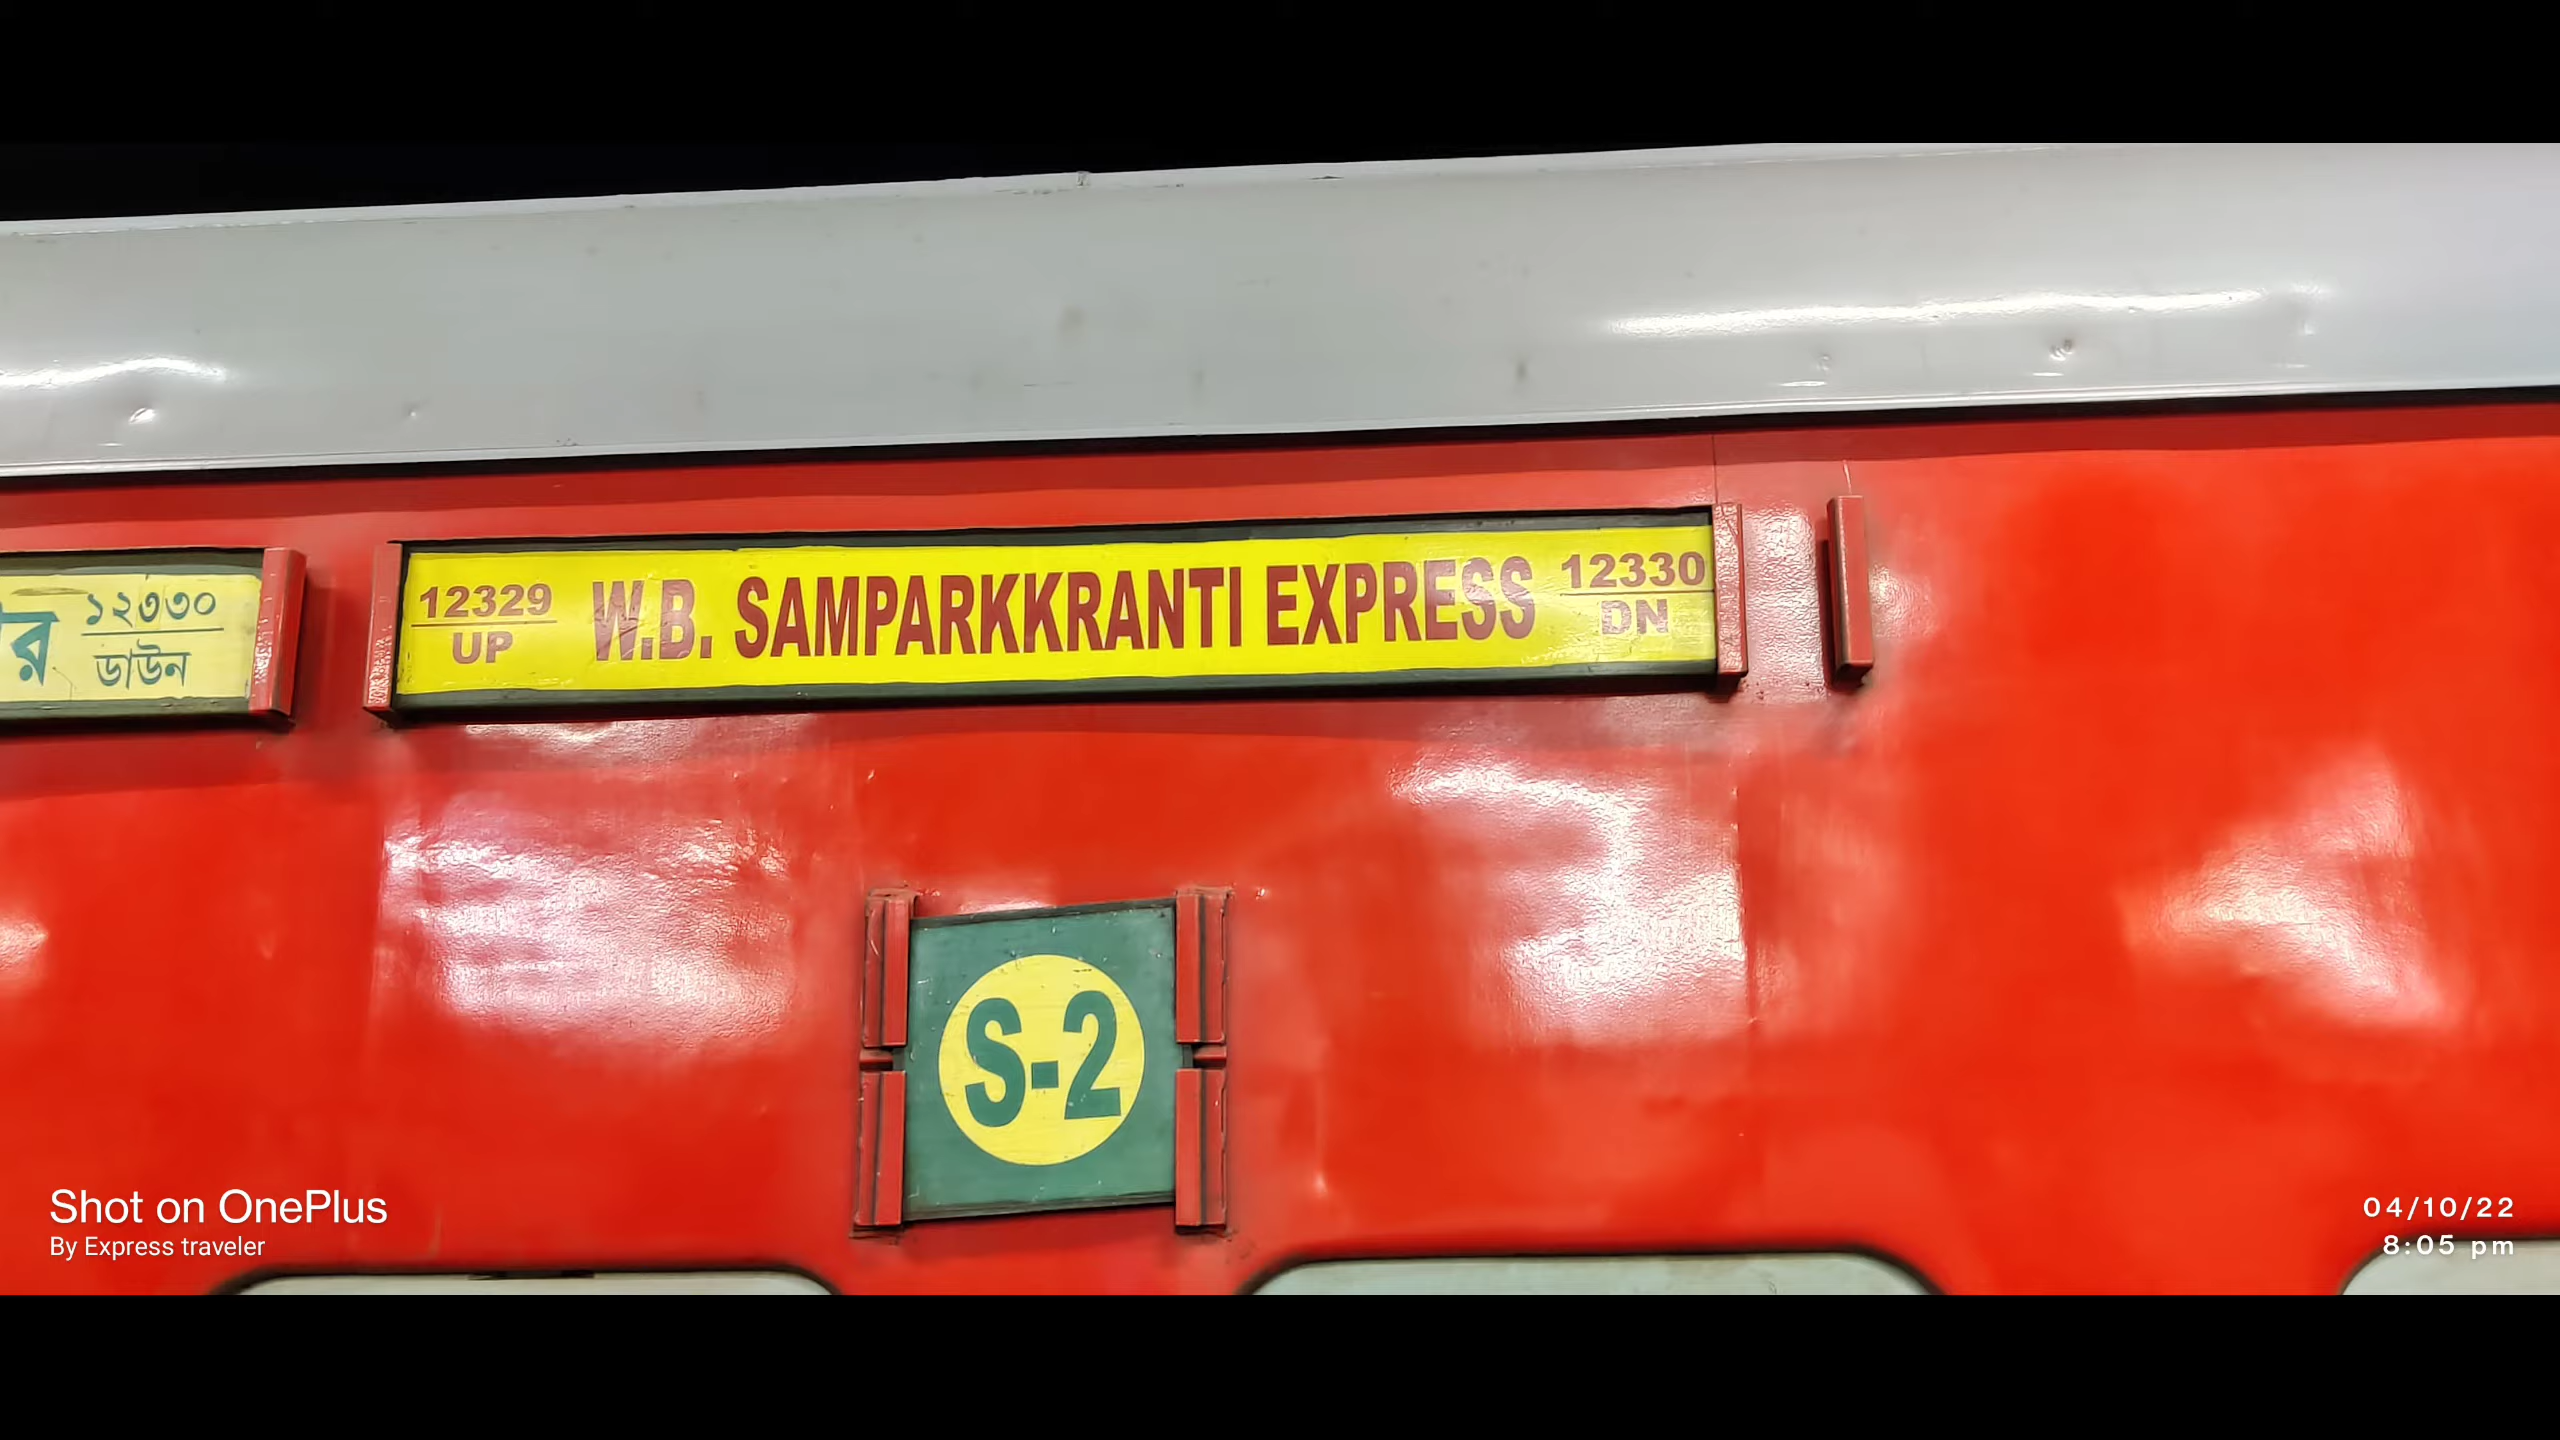 র ১২৩৩০
ডাউন
12329
UP
W.B. SAMPARKKRANTI EXPRESS
12330
DN
S-2
Shot on OnePlus
By Express traveler
04/10/22
8:05 pm